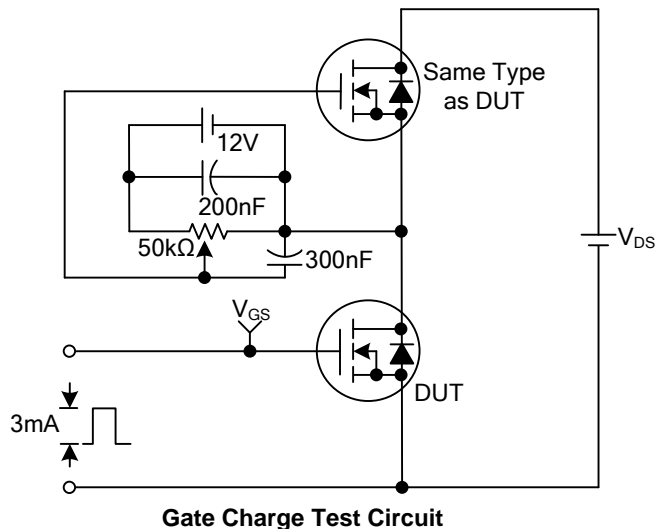 Same Type
as DUT
12V
200nF
50kΩ
300nF
VDS
VGS
DUT
3mA
Gate Charge Test Circuit